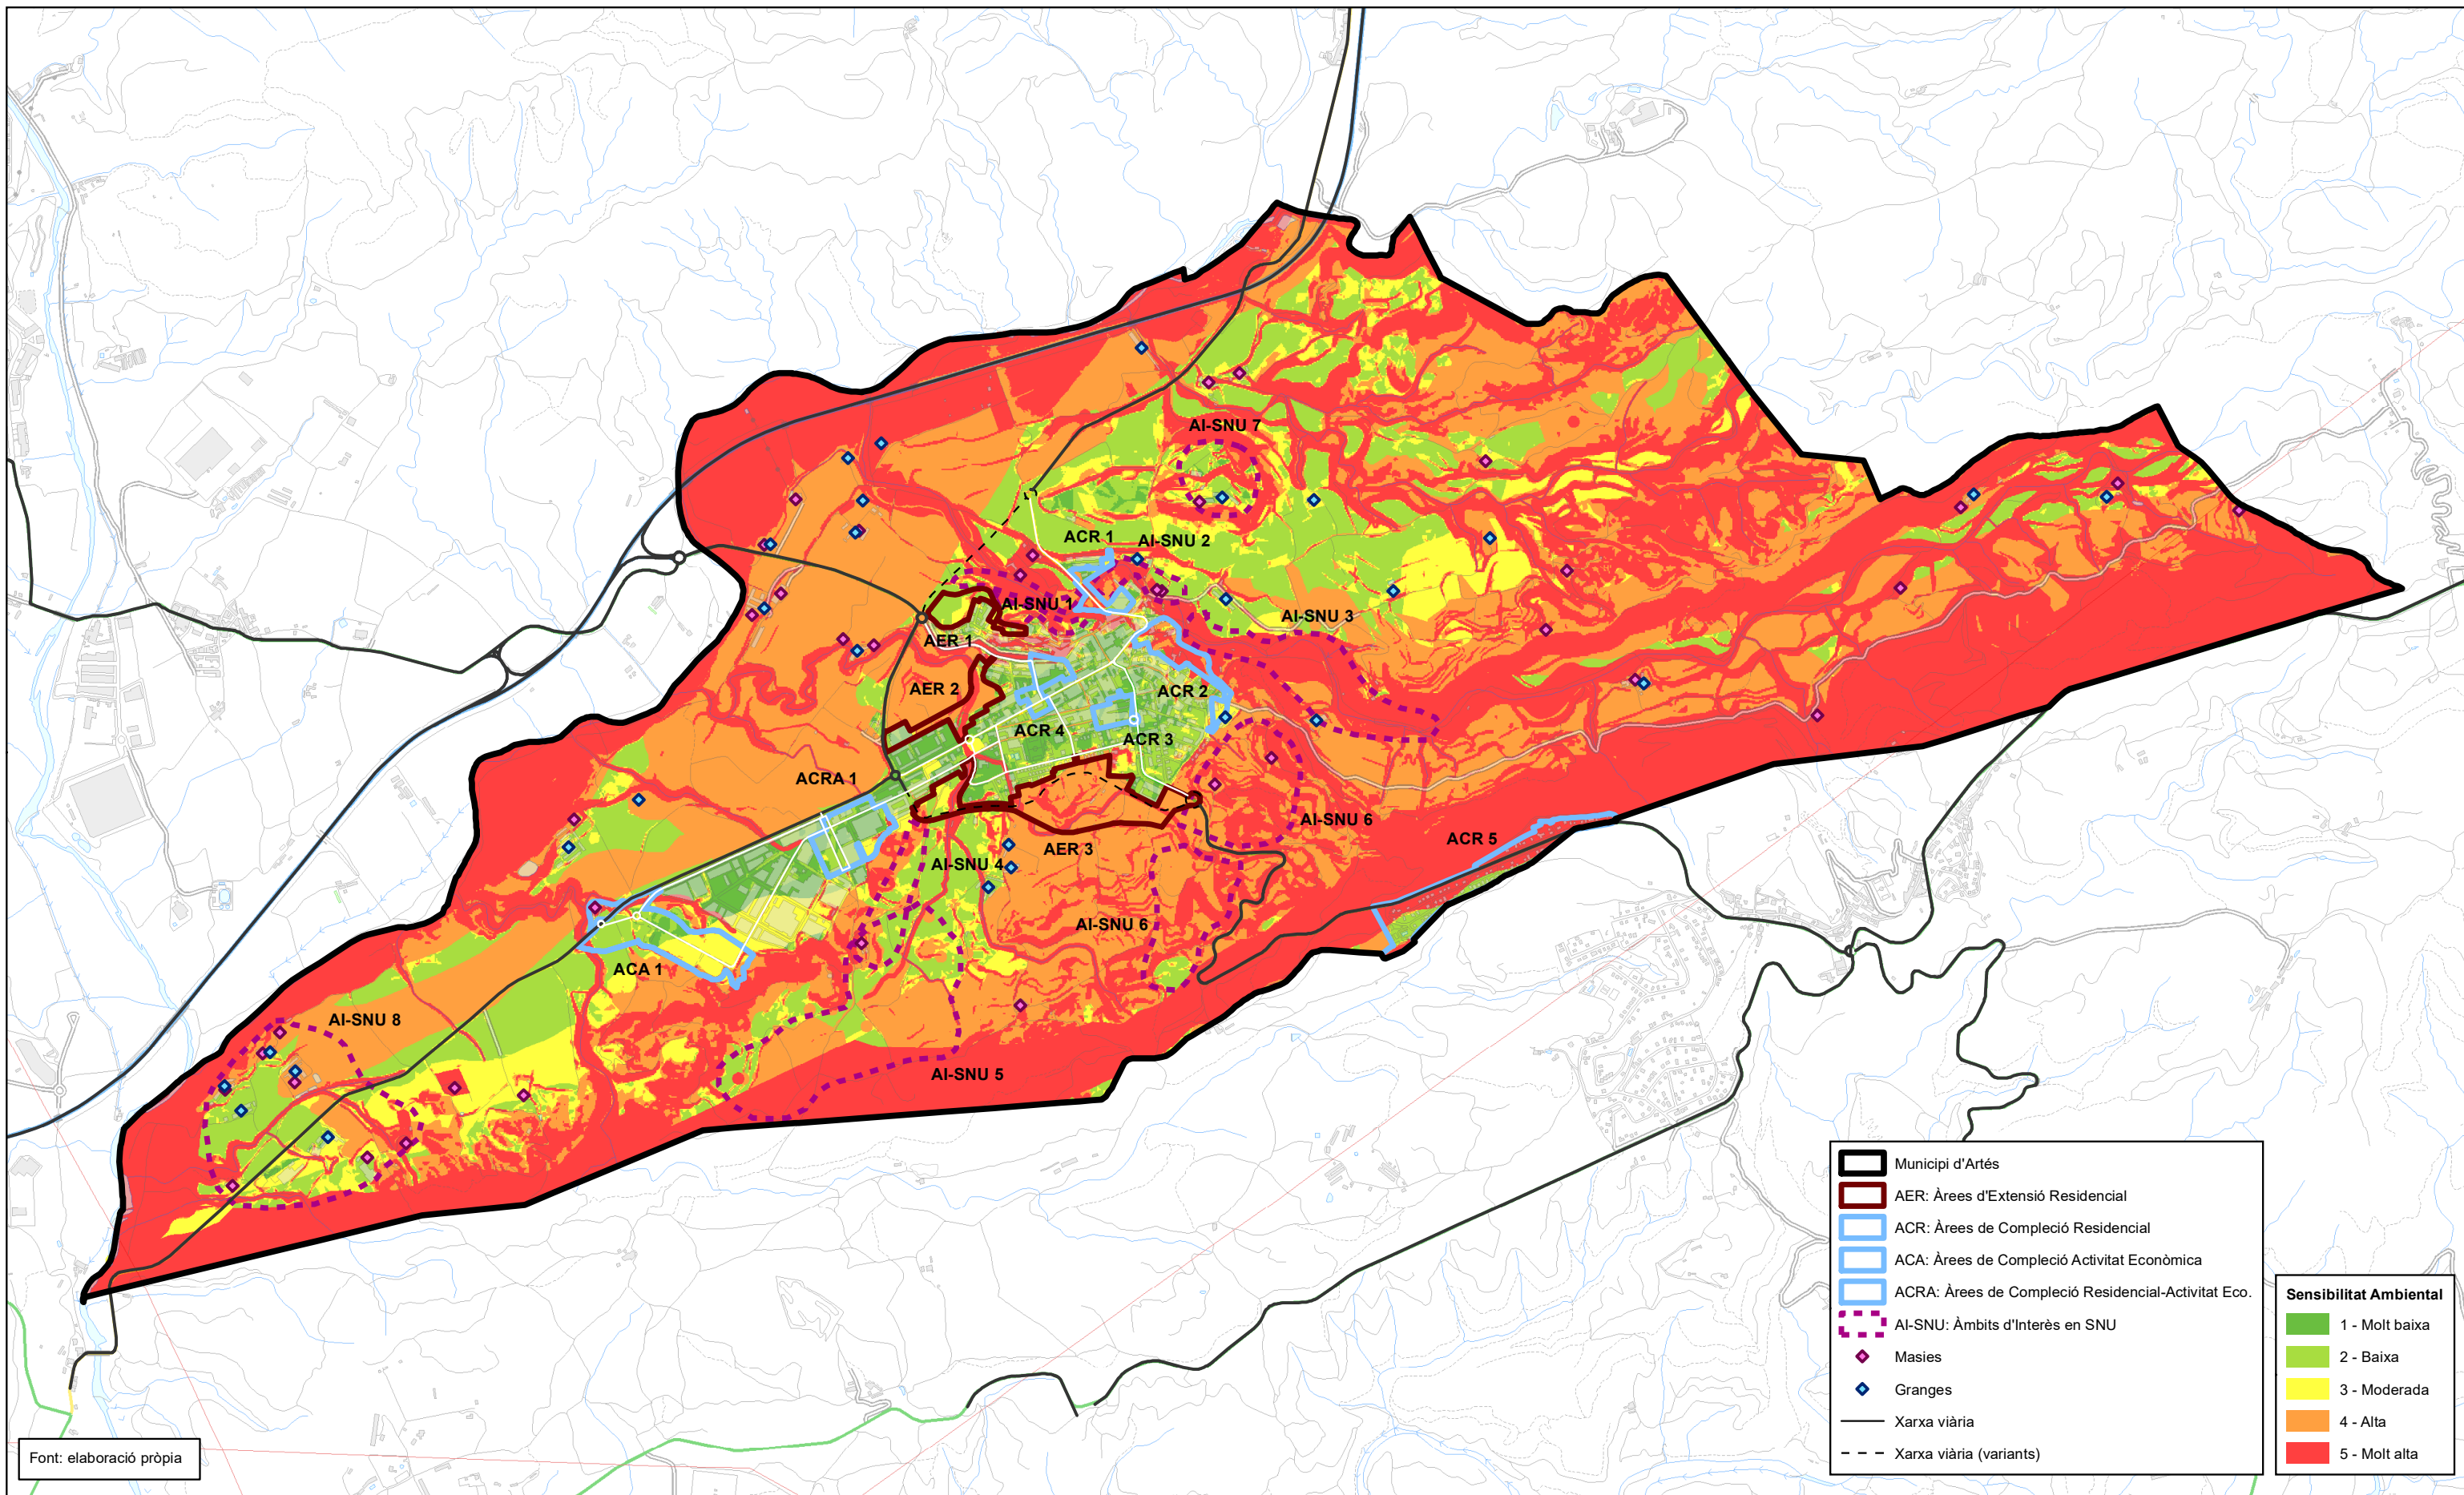 AI-SNU 7
ACR 1
AI-SNU 2
AI-SNU 1
AI-SNU 3
AER 1
AER 2
ACR 2
ACR 4
ACR 3
ACRA 1
AI-SNU 6
ACR 5
AER 3
AI-SNU 4
AI-SNU 6
ACA 1
AI-SNU 8
AI-SNU 5
Municipi d'Artés
AER: Àrees d'Extensió Residencial
ACR: Àrees de Compleció Residencial
ACA: Àrees de Compleció Activitat Econòmica
ACRA: Àrees de Compleció Residencial-Activitat Eco.
AI-SNU: Àmbits d'Interès en SNU
Masies
Granges
Xarxa viària
Xarxa viària (variants)
Sensibilitat Ambiental
1 - Molt baixa
2 - Baixa
3 - Moderada
4 - Alta
5 - Molt alta
Font: elaboració pròpia